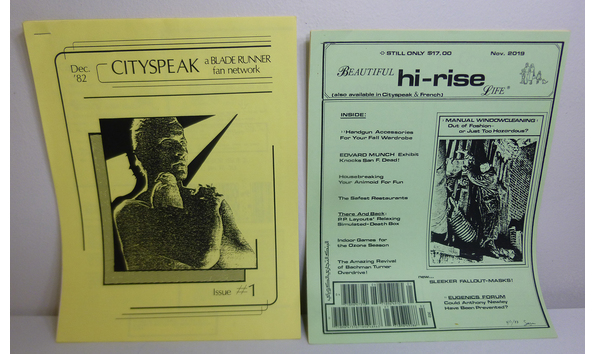 Dec. '82
CITYSPEAK a BLADE RUNNER fan network
Issue #1
◇ STILL ONLY $17.00 Nov. 2019
BEAUTIFUL hi-rise LIFE
(also available in Cityspeak & French)
INSIDE:
Handgun Accessories
For Your Fall Wardrobe
EDVARD MUNCH Exhibit
Knocks San F. Dead!
Housebreaking
Your Animoid For Fun
The Safest Restaurants
There And Back:
P.P. Layouts' Relaxing
Simulated-Death Box
Indoor Games for
the Ozone Season
The Amazing Revival
of Bachman Turner
Overdrive!
MANUAL WINDOWCLEANING:
Out of Fashion-
or Just Too Hazardous?
new...
SLEEKER FALLOUT-MASKS!
EUGENICS FORUM
Could Anthony Newley
Have Been Prevented?